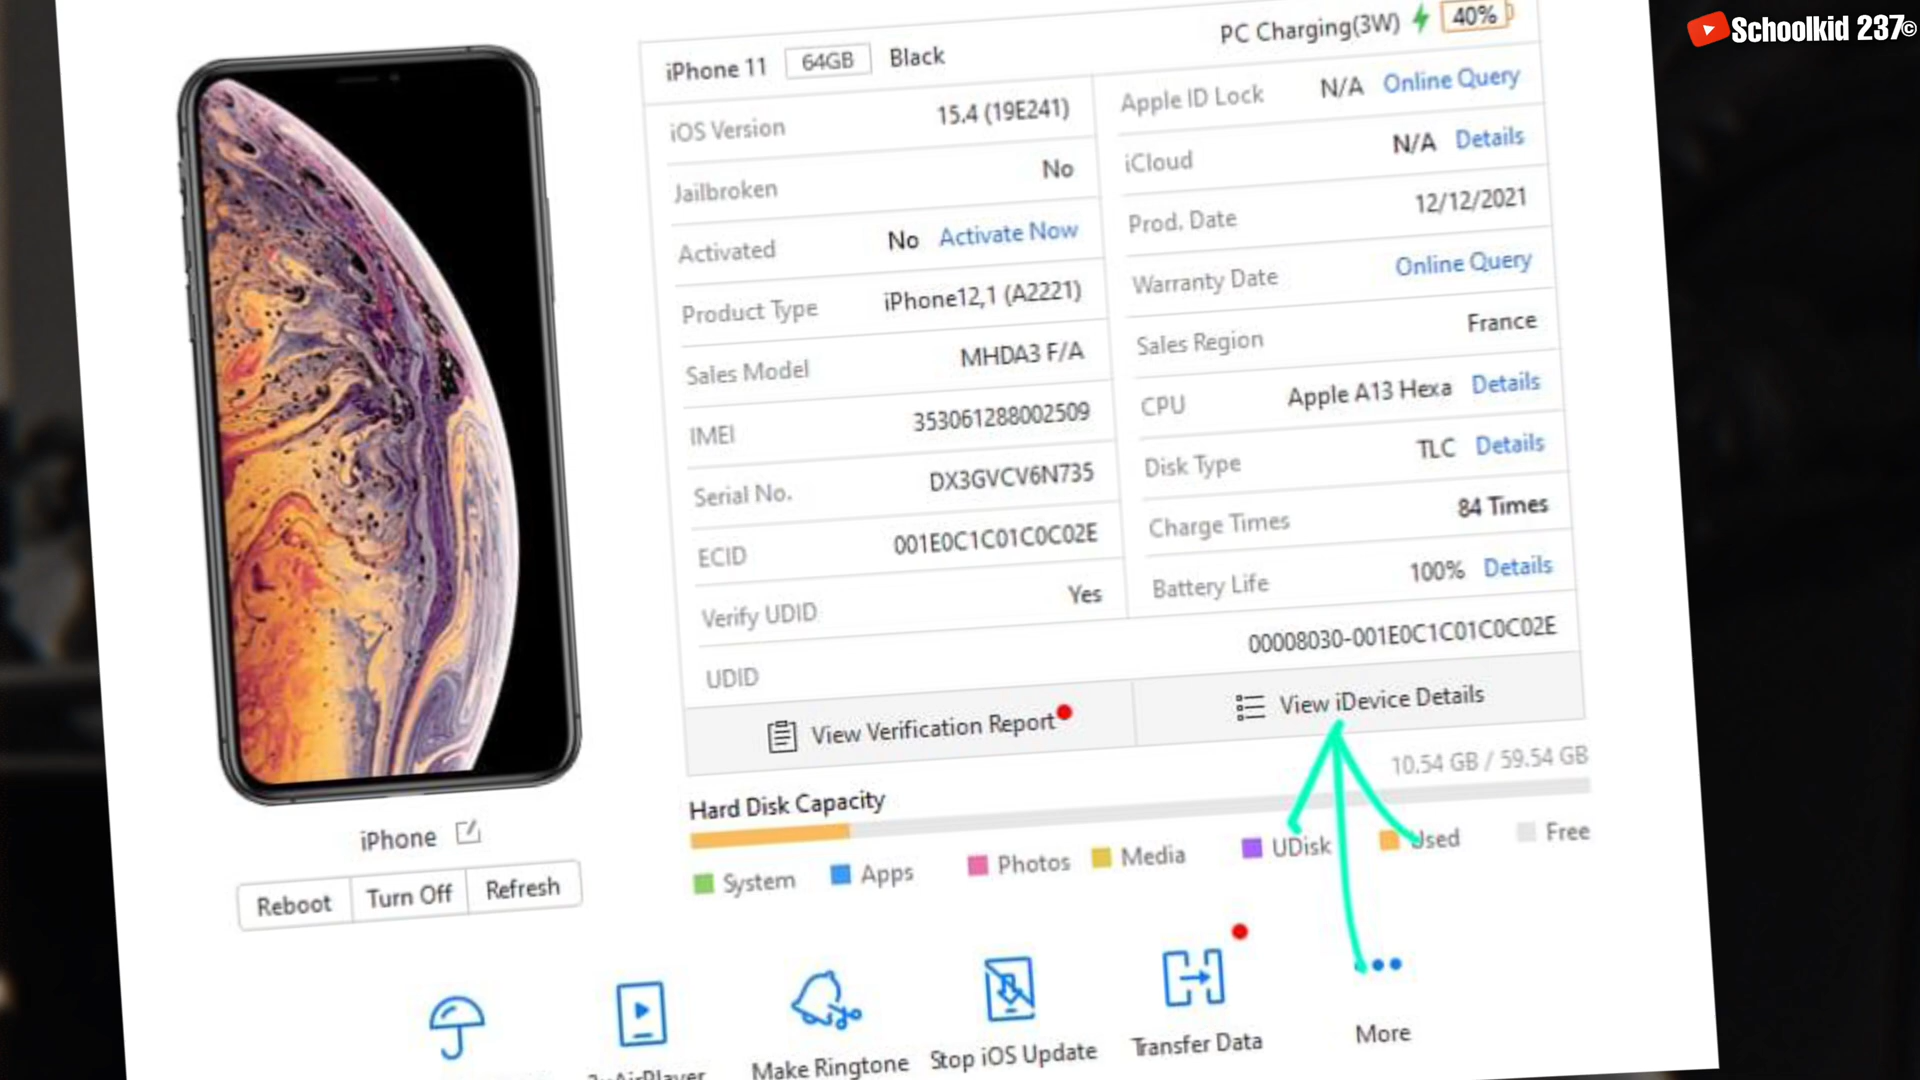 Schoolkid 237©
iPhone 11 64GB Black
PC Charging(3W) 40%
iOS Version 15.4 (19E241)
Jailbroken No
Activated No Activate Now
Product Type iPhone12,1 (A2221)
Sales Model MHDA3 F/A
IMEI 353061288002509
Serial No. DX3GVCV6N735
ECID 001E0C1C01C0C02E
Verify UDID Yes
Apple ID Lock N/A Online Query
iCloud N/A Details
Prod. Date 12/12/2021
Warranty Date Online Query
Sales Region France
CPU Apple A13 Hexa Details
Disk Type TLC Details
Charge Times 84 Times
Battery Life 100% Details
UDID 00008030-001E0C1C01C0C02E
View Verification Report
View iDevice Details
Hard Disk Capacity 10.54 GB / 59.54 GB
System Apps Photos Media UDisk Used Free
iPhone
Reboot Turn Off Refresh
Make Ringtone
Stop iOS Update
Transfer Data
More